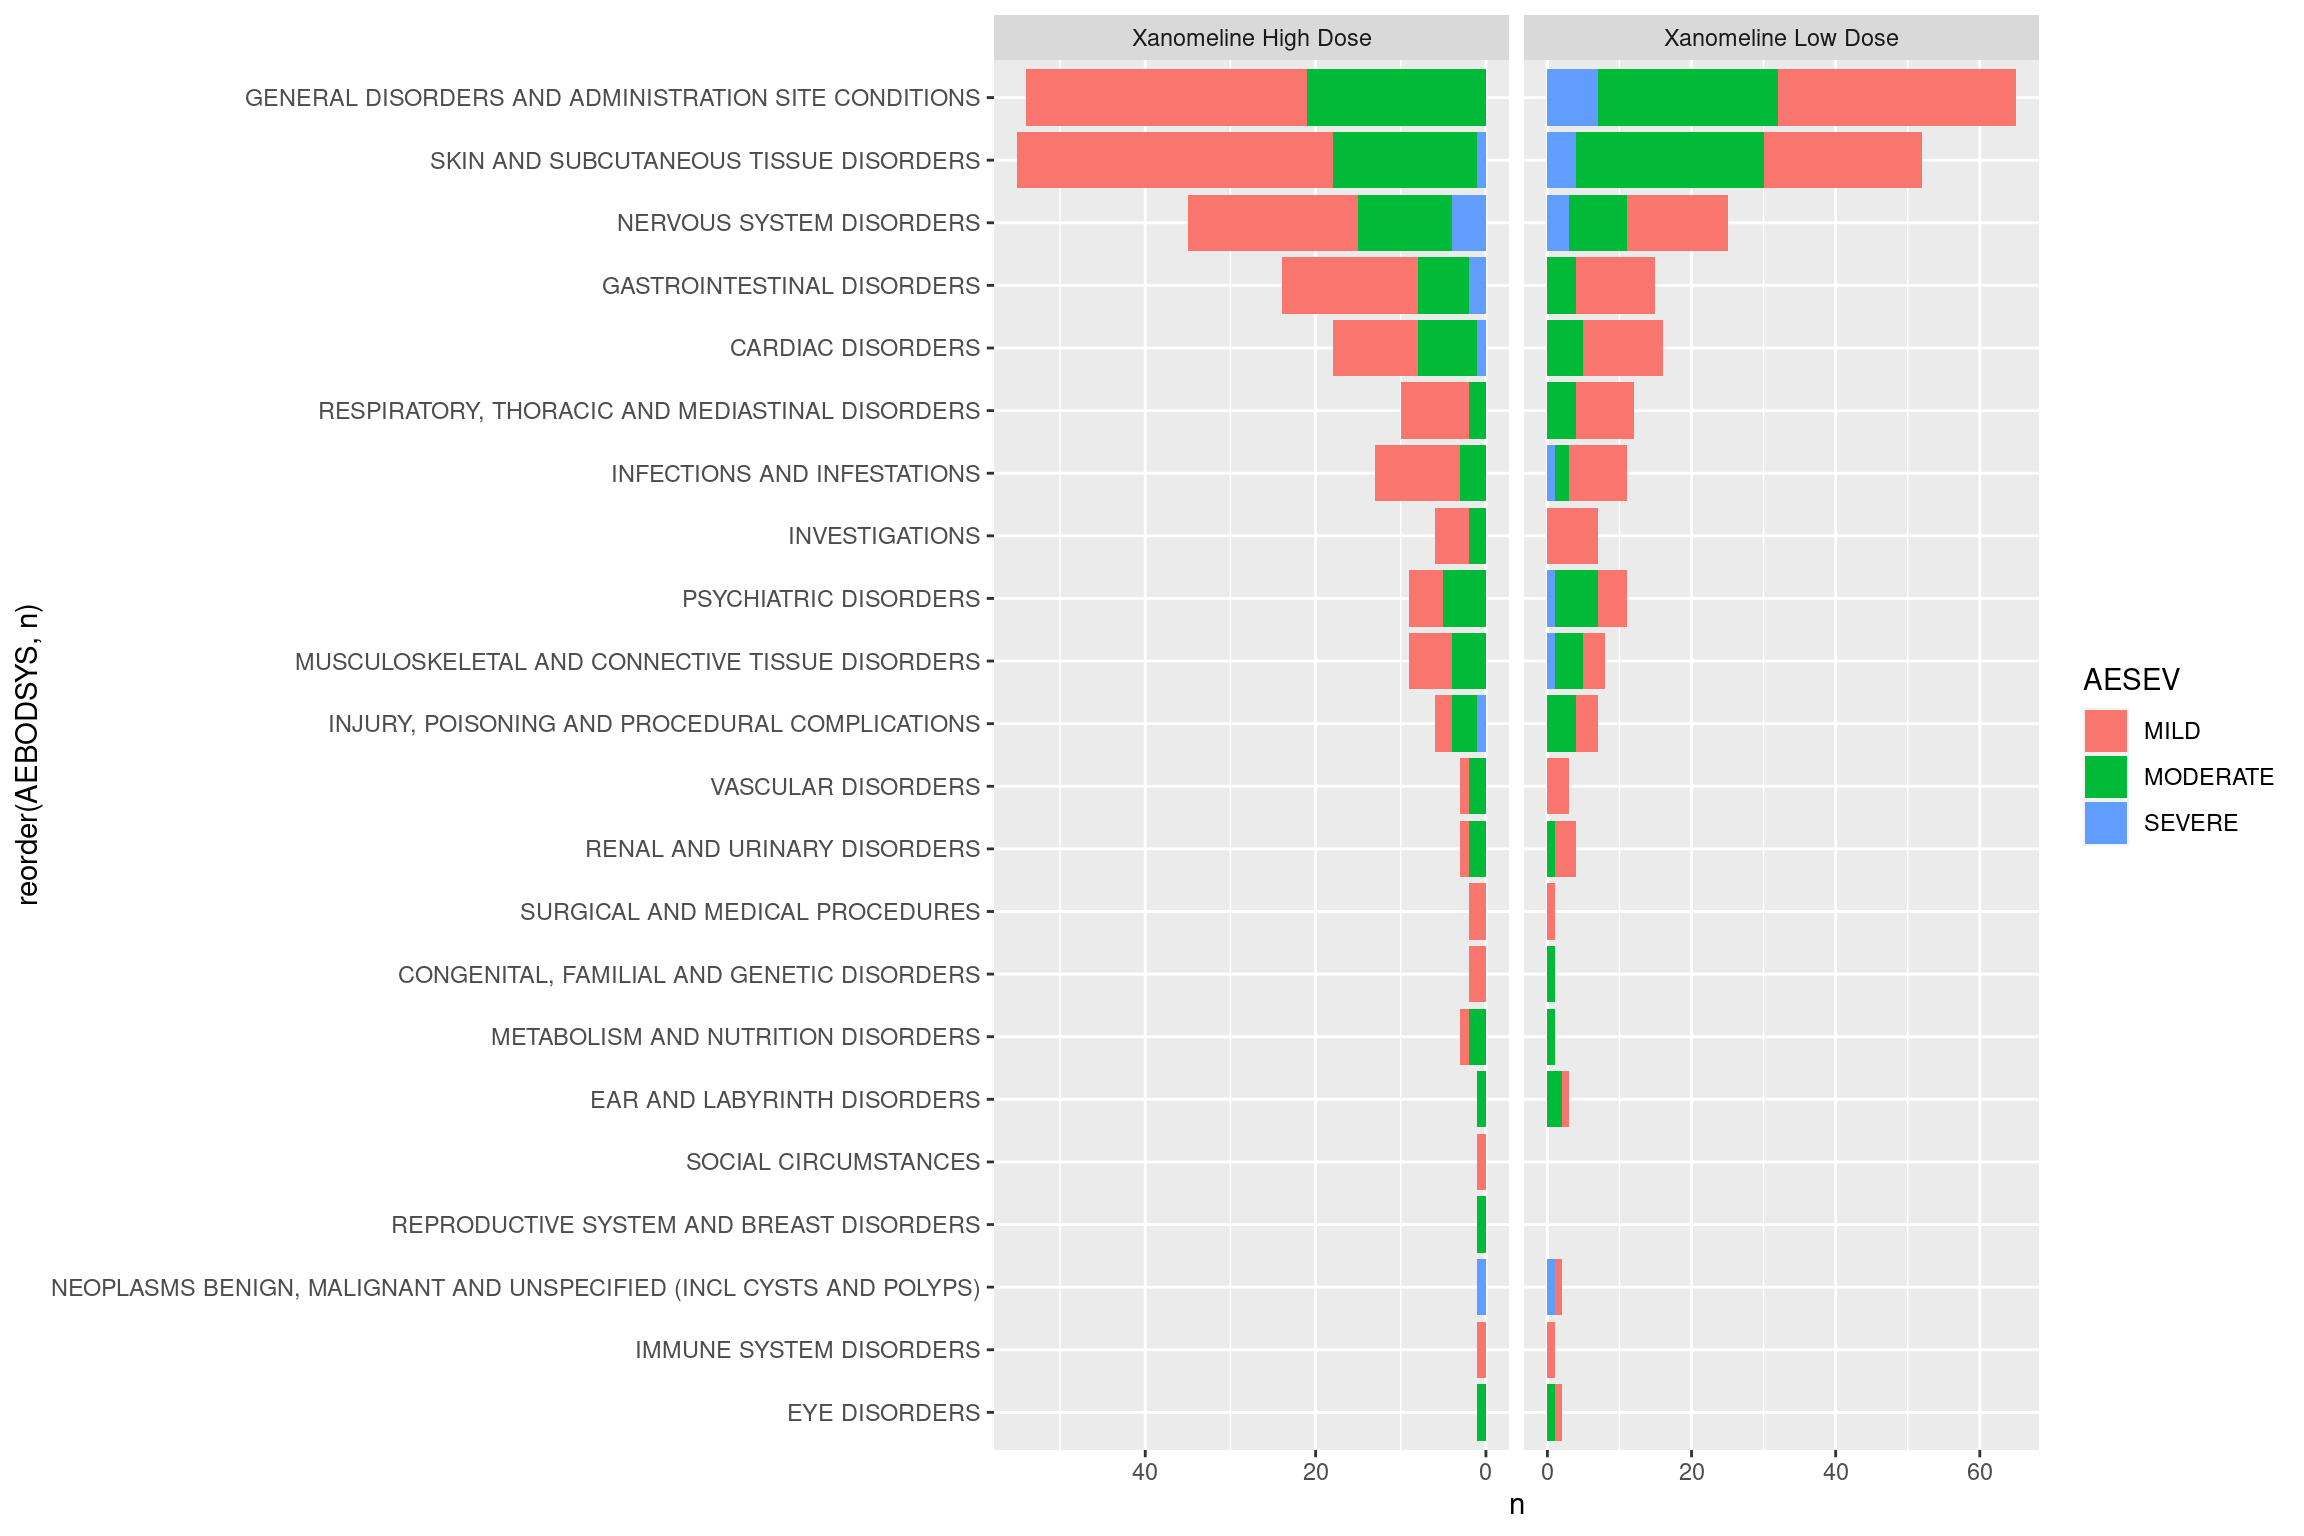 Xanomeline High Dose
Xanomeline Low Dose
GENERAL DISORDERS AND ADMINISTRATION SITE CONDITIONS
SKIN AND SUBCUTANEOUS TISSUE DISORDERS
NERVOUS SYSTEM DISORDERS
GASTROINTESTINAL DISORDERS
CARDIAC DISORDERS
RESPIRATORY, THORACIC AND MEDIASTINAL DISORDERS
INFECTIONS AND INFESTATIONS
INVESTIGATIONS
PSYCHIATRIC DISORDERS
MUSCULOSKELETAL AND CONNECTIVE TISSUE DISORDERS
INJURY, POISONING AND PROCEDURAL COMPLICATIONS
VASCULAR DISORDERS
RENAL AND URINARY DISORDERS
SURGICAL AND MEDICAL PROCEDURES
CONGENITAL, FAMILIAL AND GENETIC DISORDERS
METABOLISM AND NUTRITION DISORDERS
EAR AND LABYRINTH DISORDERS
SOCIAL CIRCUMSTANCES
REPRODUCTIVE SYSTEM AND BREAST DISORDERS
NEOPLASMS BENIGN, MALIGNANT AND UNSPECIFIED (INCL CYSTS AND POLYPS)
IMMUNE SYSTEM DISORDERS
EYE DISORDERS
reorder(AEBODSYS, n)
40 20 0
0 20 40 60
n
AESEV
MILD
MODERATE
SEVERE